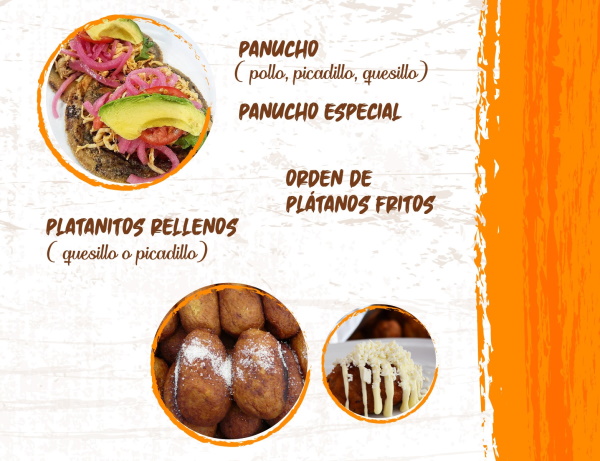 PANUCHO
( pollo, picadillo, quesillo)
PANUCHO ESPECIAL
ORDEN DE
PLÁTANOS FRITOS
PLATANITOS RELLENOS
( quesillo o picadillo)